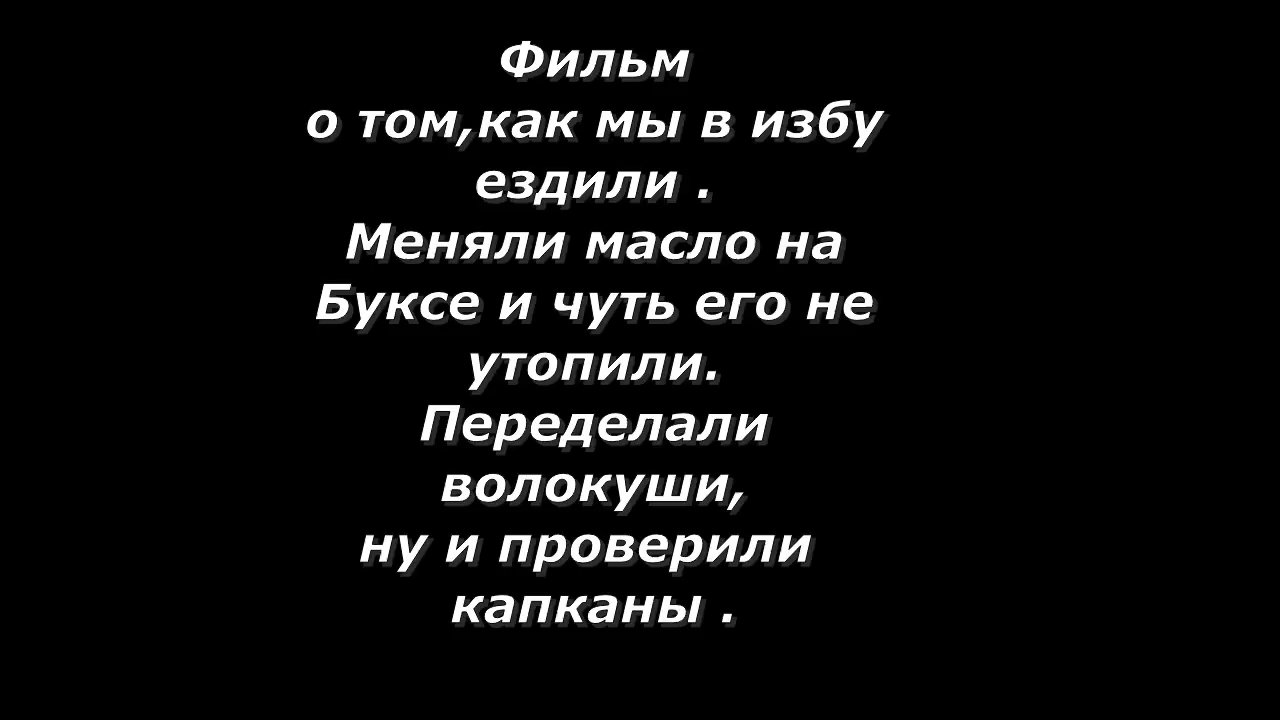 Фильм
о том,как мы в избу
ездили .
Меняли масло на
Буксе и чуть его не
утопили.
Переделали
волокуши,
ну и проверили
капканы .